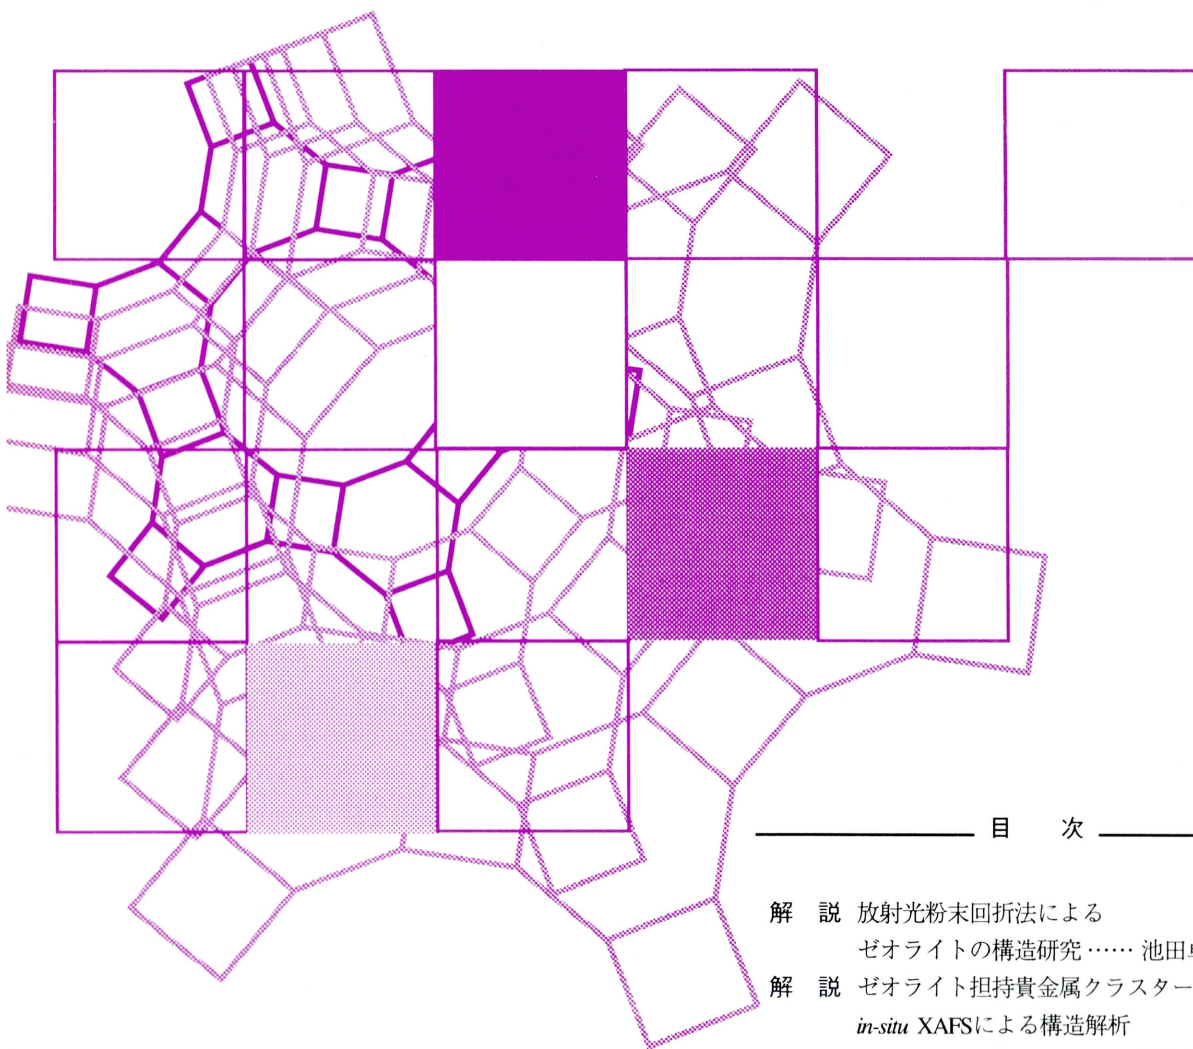 目 次
解 説 放射光粉末回折法による
ゼオライトの構造研究 …… 池田
解 説 ゼオライト担持貴金属クラスター
in-situ XAFSによる構造解析